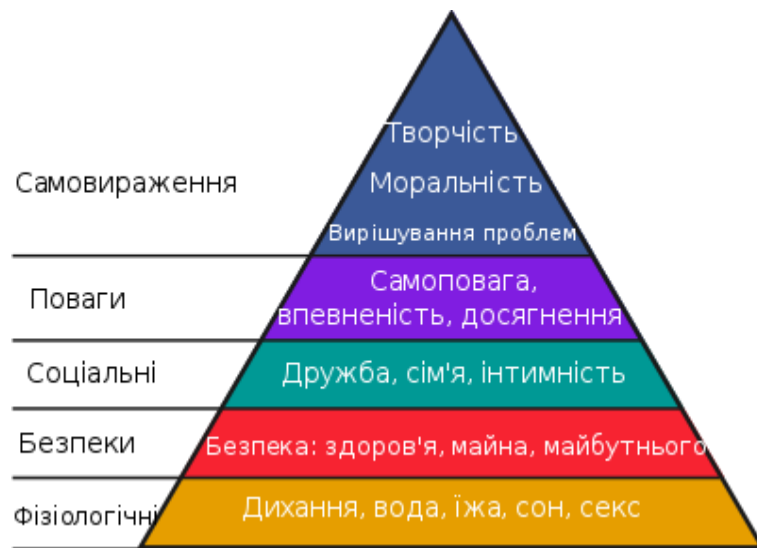 Творчість
Самовираження
Моральність
Вирішування проблем
Поваги
Самоповага,
впевненість, досягнення
Соціальні
Дружба, сім'я, інтимність
Безпеки
Безпека: здоров'я, майна, майбутнього
Фізіологічні
Дихання, вода, їжа, сон, секс